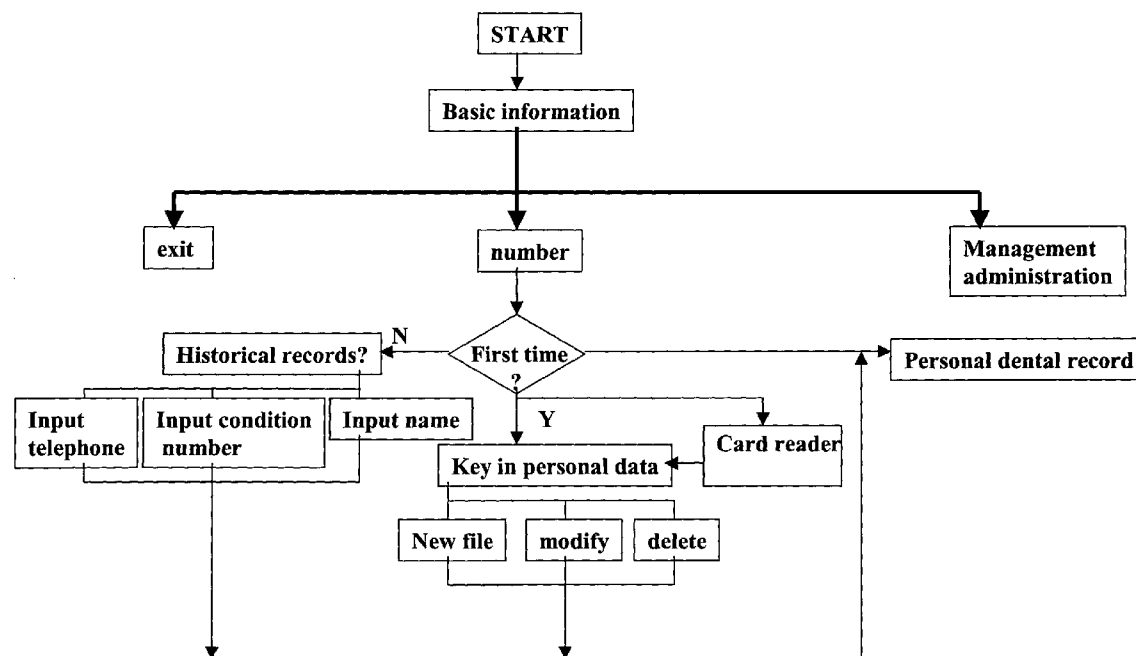 START
Basic information
exit
number
Management
administration
N
Historical records?
First time
?
Personal dental record
Input
telephone
Input condition
number
Input name
Y
Card reader
Key in personal data
New file
modify
delete